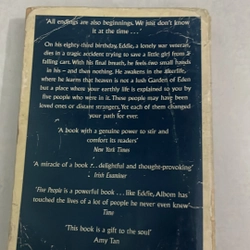 'All endings are also beginnings. We just don't know
it at the time . . .'
On his eighty third birthday, Eddie, a lonely war veteran,
dies in a tragic accident trying to save a little girl from a
falling cart. With his final breath, he feels two small hands
in his – and then nothing. He awakens in the afterlife,
where he learns that heaven is not a lush Garden of Eden
but a place where your earthly life is explained to you by
five people who were in it. These people may have been
loved ones or distant strangers. Yet each of them changed
your path for ever.
'A book with a genuine power to stir and
comfort its readers'
New York Times
'A miracle of a book . . . delightful and thought-provoking'
Irish Examiner
'Five People is a powerful book . . . like Eddie, Albom has
touched the lives of a lot of people he never even knew.'
Time
'This book is a gift to the soul'
Amy Tan